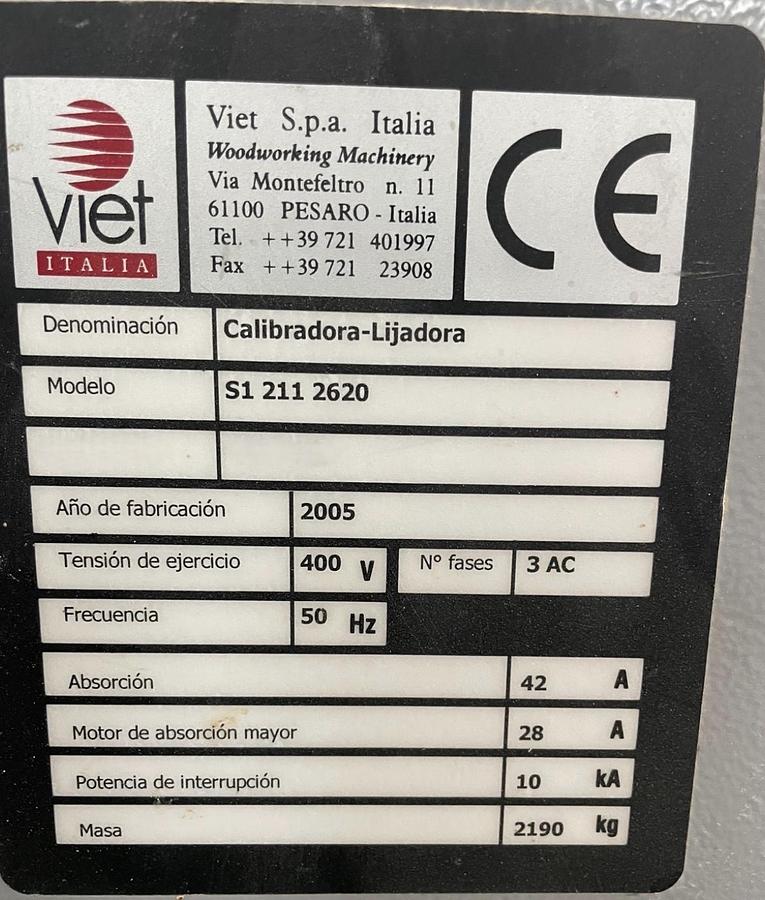 Viet
ITALIA
Viet S.p.a. Italia
Woodworking Machinery
Via Montefeltro n. 11
61100 PESARO - Italia
Tel. ++39 721 401997
Fax ++39 721 23908
CE
Denominación Calibradora-Lijadora
Modelo S1 211 2620
Año de fabricación 2005
Tensión de ejercicio 400 V N° fases 3 AC
Frecuencia 50 Hz
Absorción 42 A
Motor de absorción mayor 28 A
Potencia de interrupción 10 kA
Masa 2190 kg